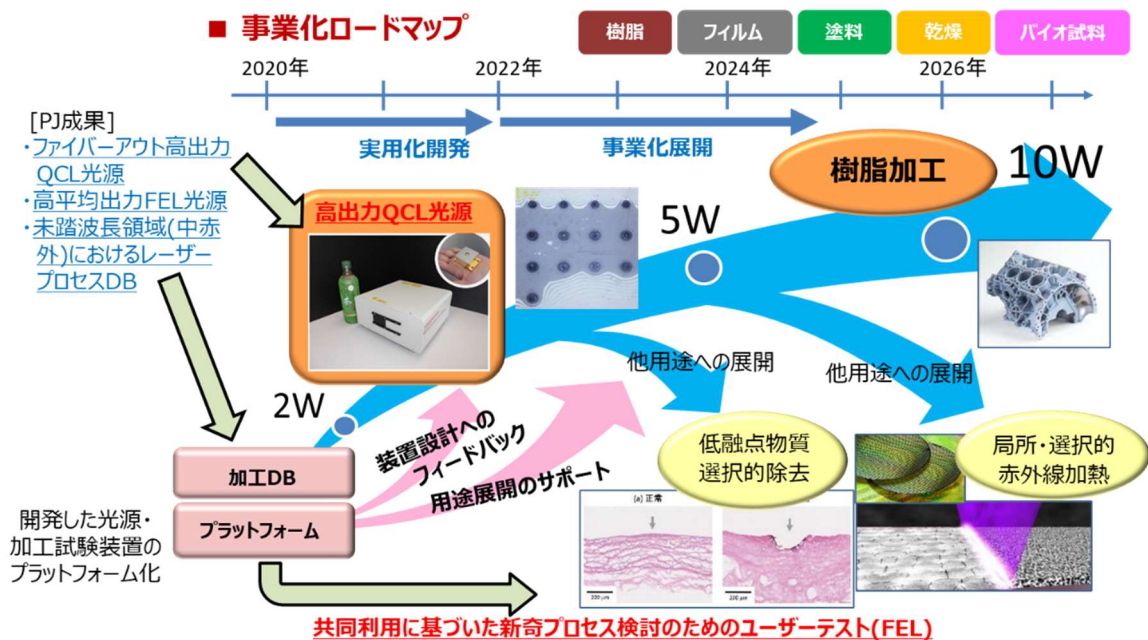 ■ 事業化ロードマップ
樹脂
フィルム
塗料
乾燥
バイオ試料
2020年
2022年
2024年
2026年
実用化開発
事業化展開
[PJ成果]
・ファイバーアウト高出力
QCL光源
・高平均出力FEL光源
・未踏波長領域(中赤
外)におけるレーザー
プロセスDB
高出力QCL光源
樹脂加工
10W
5W
2W
他用途への展開
他用途への展開
装置設計への
フィードバック
用途展開のサポート
低融点物質
選択的除去
局所・選択的
赤外線加熱
加工DB
プラットフォーム
開発した光源・
加工試験装置の
プラットフォーム化
(a) 正常
200 μm
200 μm
共同利用に基づいた新奇プロセス検討のためのユーザーテスト(FEL)